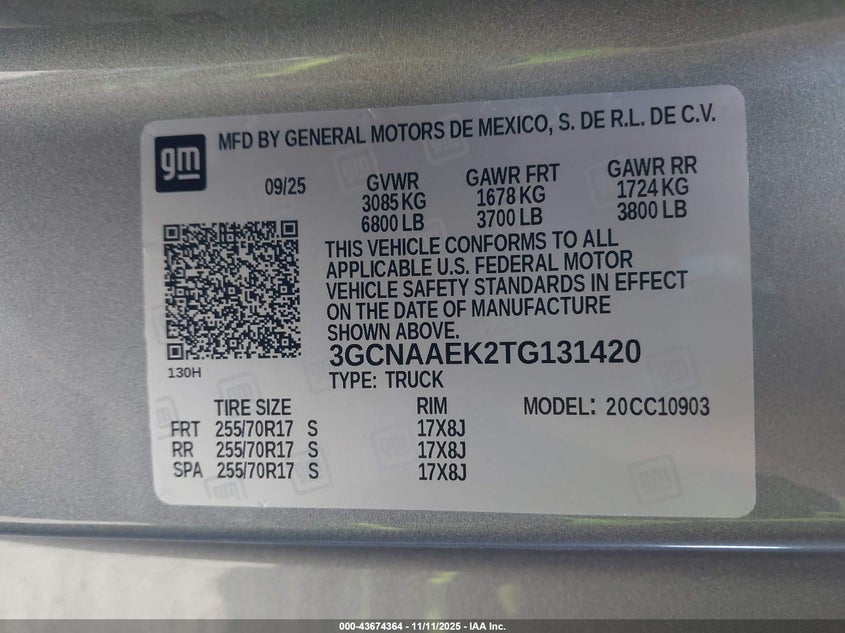 gm
MFD BY GENERAL MOTORS DE MEXICO, S. DE R.L. DE C.V.
09/25 GVWR GAWR FRT GAWR RR
3085 KG 1678 KG 1724 KG
6800 LB 3700 LB 3800 LB
THIS VEHICLE CONFORMS TO ALL
APPLICABLE U.S. FEDERAL MOTOR
VEHICLE SAFETY STANDARDS IN EFFECT
ON THE DATE OF MANUFACTURE
SHOWN ABOVE.
3GCNAAEK2TG131420
130H
TYPE: TRUCK
TIRE SIZE RIM MODEL: 20CC10903
FRT 255/70R17 S 17X8J
RR 255/70R17 S 17X8J
SPA 255/70R17 S 17X8J
000-43674364 - 11/11/2025 - IAA Inc.